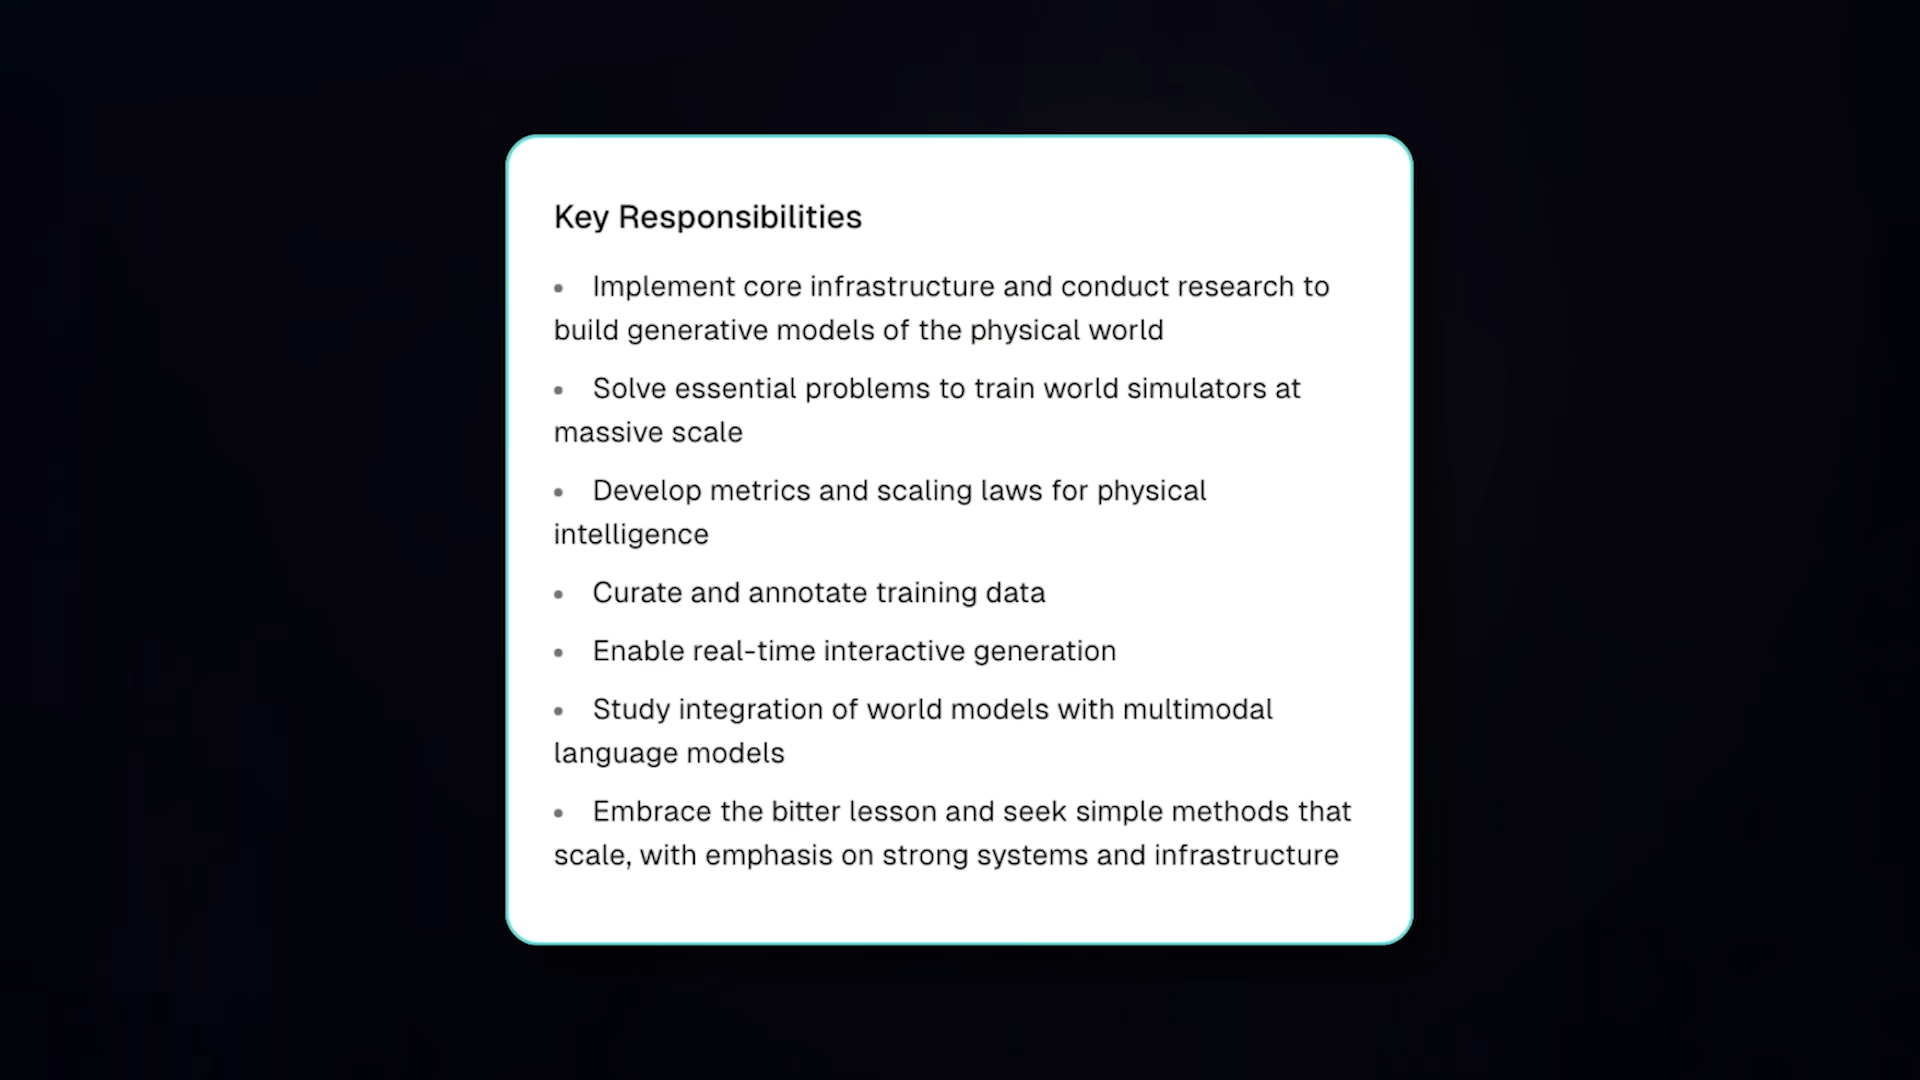 Key Responsibilities
• Implement core infrastructure and conduct research to
build generative models of the physical world
• Solve essential problems to train world simulators at
massive scale
• Develop metrics and scaling laws for physical
intelligence
• Curate and annotate training data
• Enable real-time interactive generation
• Study integration of world models with multimodal
language models
• Embrace the bitter lesson and seek simple methods that
scale, with emphasis on strong systems and infrastructure